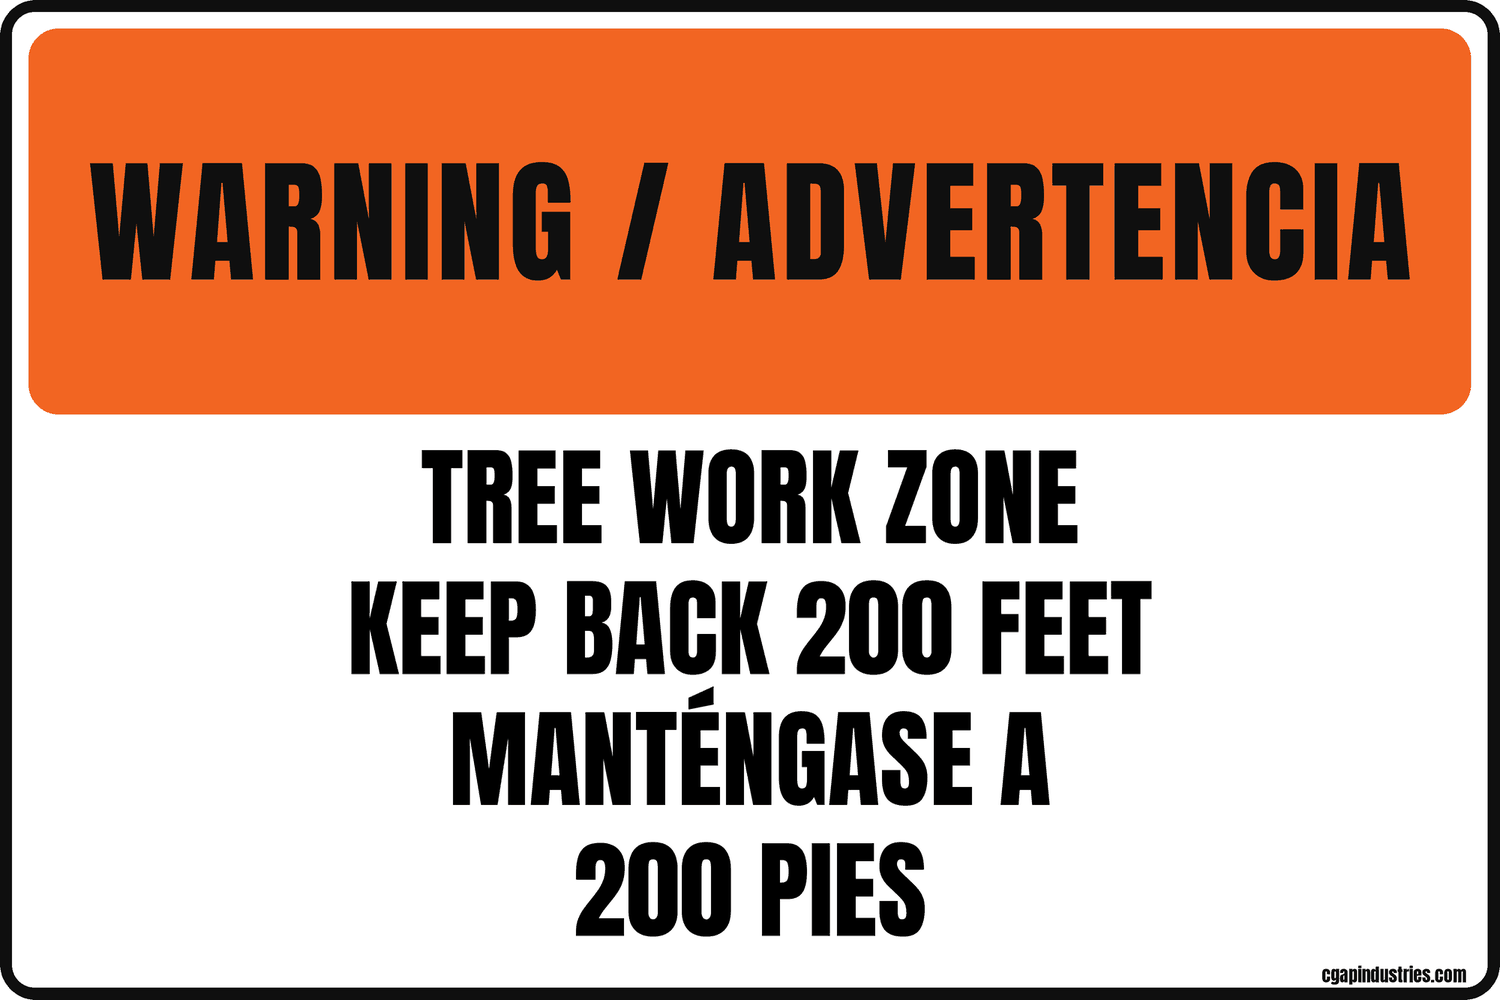 WARNING / ADVERTENCIA
TREE WORK ZONE
KEEP BACK 200 FEET
MANTÉNGASE A
200 PIES
cgapindustries.com